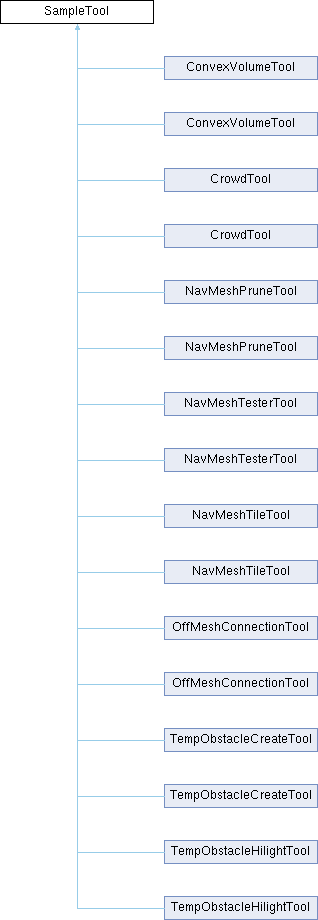 SampleTool
ConvexVolumeTool
ConvexVolumeTool
CrowdTool
CrowdTool
NavMeshPruneTool
NavMeshPruneTool
NavMeshTesterTool
NavMeshTesterTool
NavMeshTileTool
NavMeshTileTool
OffMeshConnectionTool
OffMeshConnectionTool
TempObstacleCreateTool
TempObstacleCreateTool
TempObstacleHilightTool
TempObstacleHilightTool